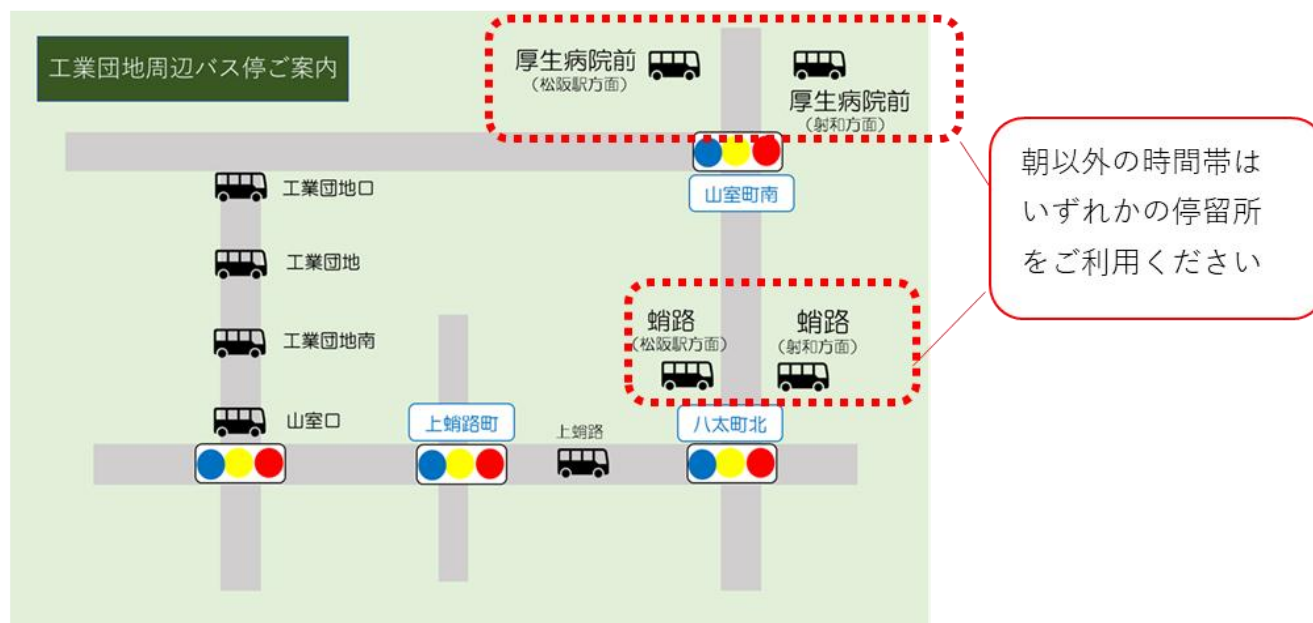 工業団地周辺バス停ご案内
厚生病院前
(松阪駅方面)
厚生病院前
(射和方面)
朝以外の時間帯は
いずれかの停留所
をご利用ください
山室町南
工業団地口
工業団地
工業団地南
山室口
蛸路
(松阪駅方面)
蛸路
(射和方面)
上蛸路町
上蛸路
八太町北